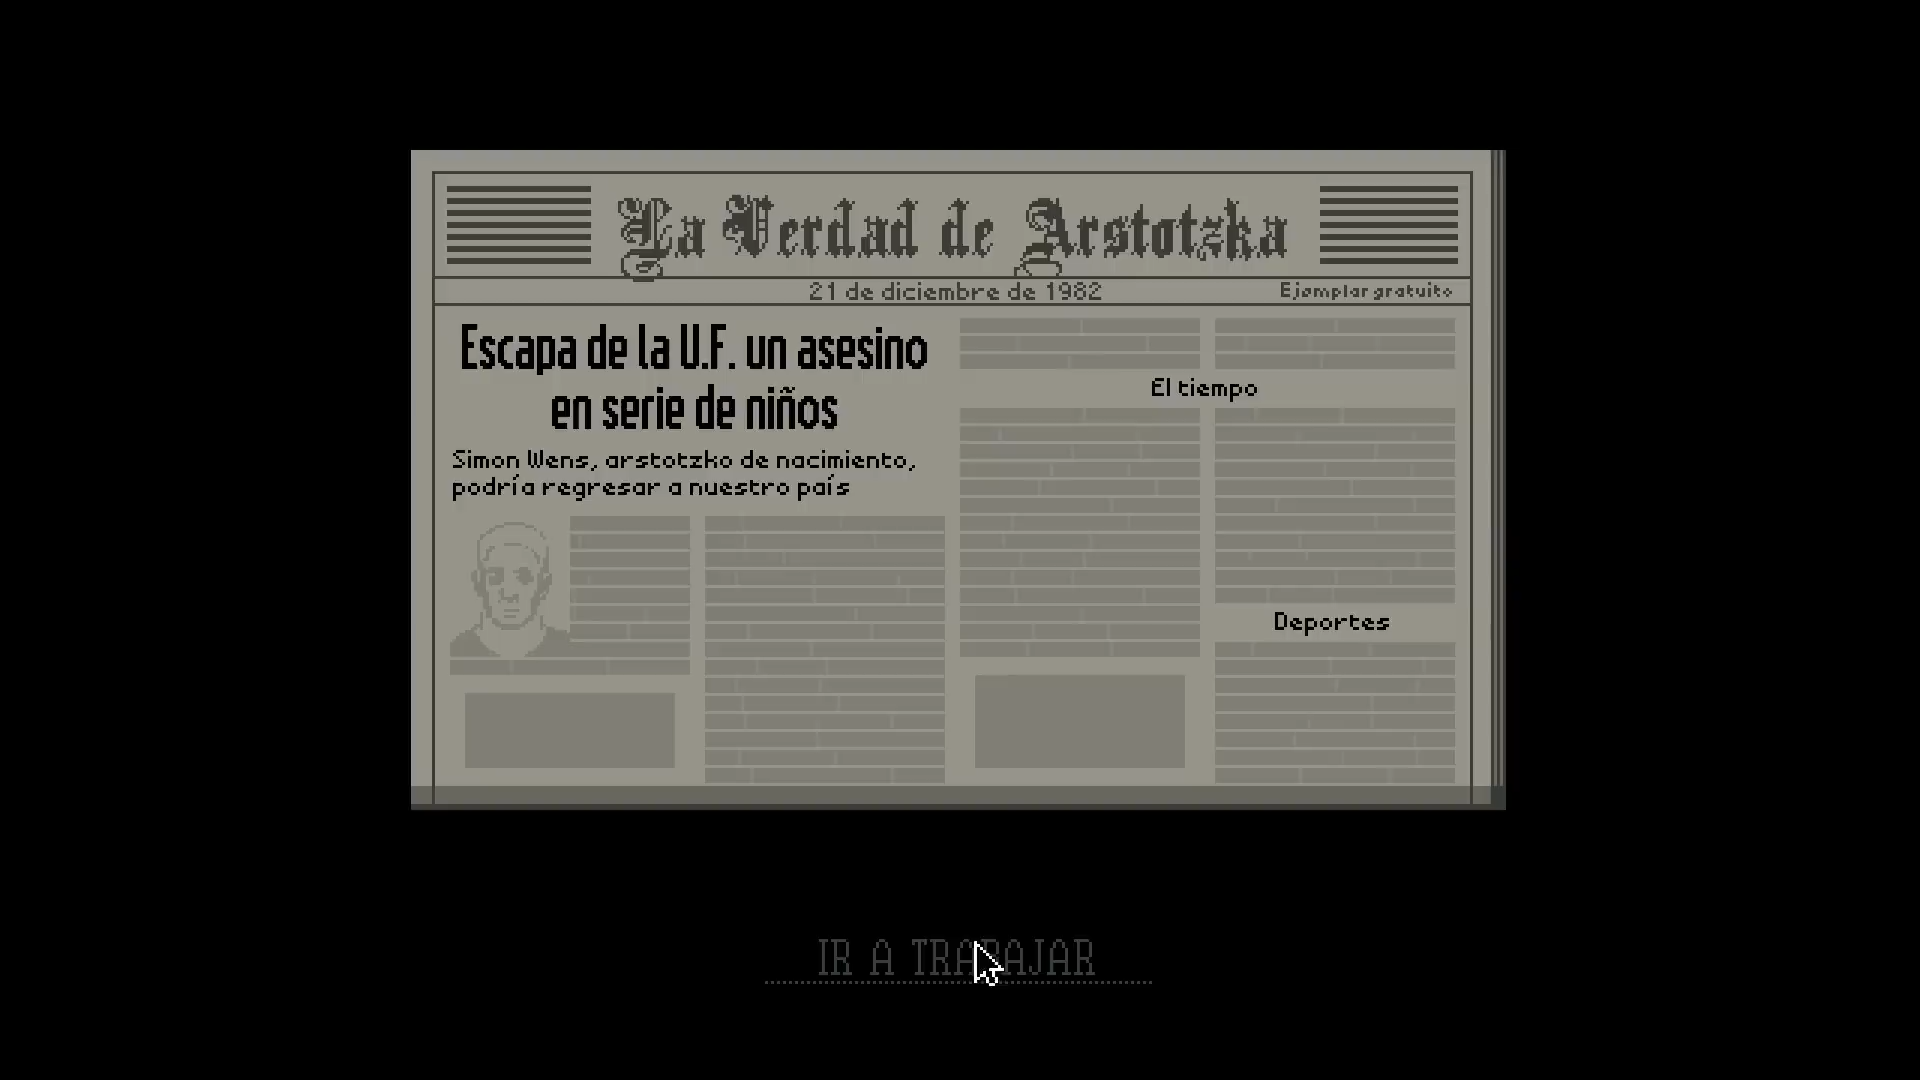 La Verdad de Arstotzka
21 de diciembre de 1982
Ejemplar gratuito
Escapa de la U.F. un asesino
en serie de niños
Simon Wens, arstotzko de nacimiento,
podría regresar a nuestro país
El tiempo
Deportes
IR A TRABAJAR